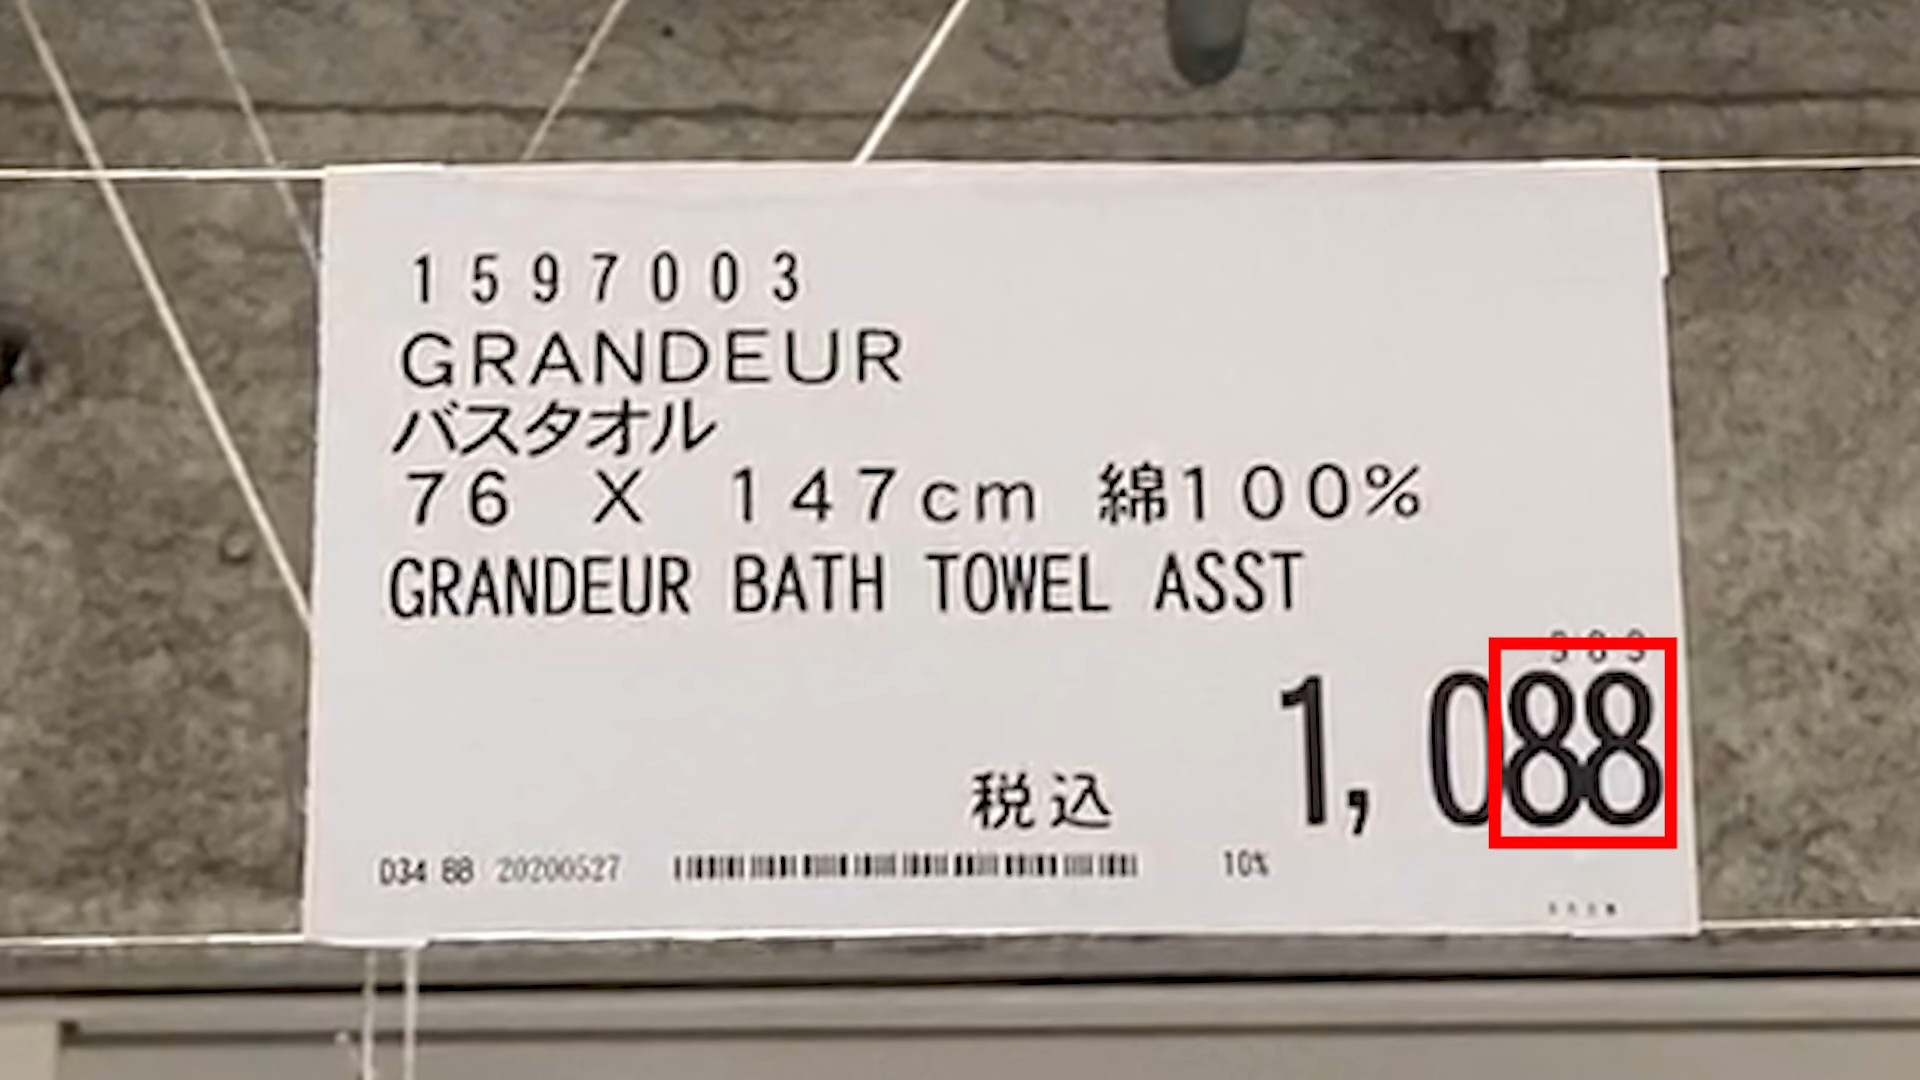 1597003
GRANDEUR
バスタオル
76 X 147cm 綿100%
GRANDEUR BATH TOWEL ASST
税込 1,088
D34 88 20200527 10%